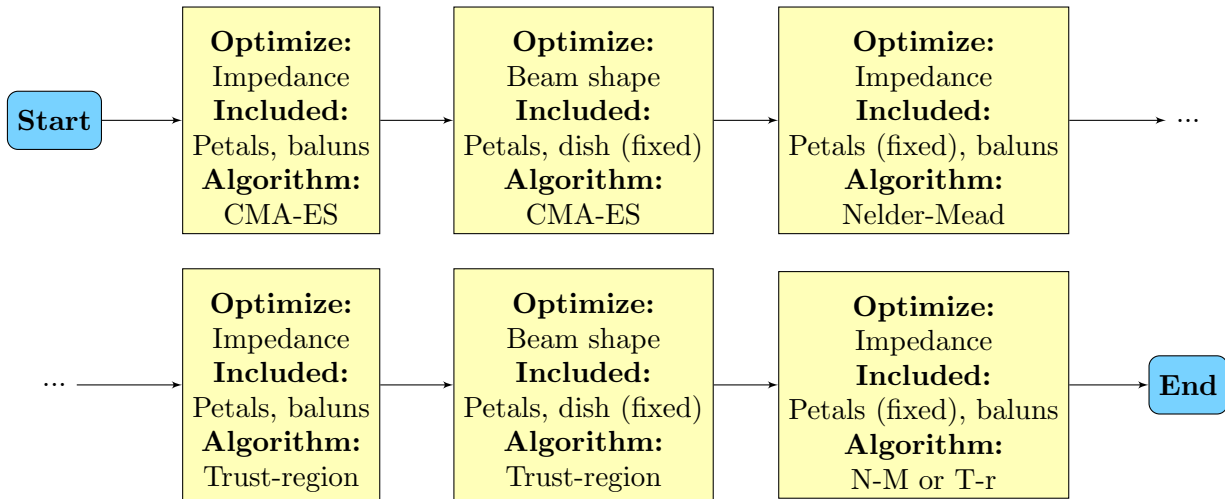 Start
Optimize:
Impedance
Included:
Petals, baluns
Algorithm:
CMA-ES
Optimize:
Beam shape
Included:
Petals, dish (fixed)
Algorithm:
CMA-ES
Optimize:
Impedance
Included:
Petals (fixed), baluns
Algorithm:
Nelder-Mead
...
...
Optimize:
Impedance
Included:
Petals, baluns
Algorithm:
Trust-region
Optimize:
Beam shape
Included:
Petals, dish (fixed)
Algorithm:
Trust-region
Optimize:
Impedance
Included:
Petals (fixed), baluns
Algorithm:
N-M or T-r
End